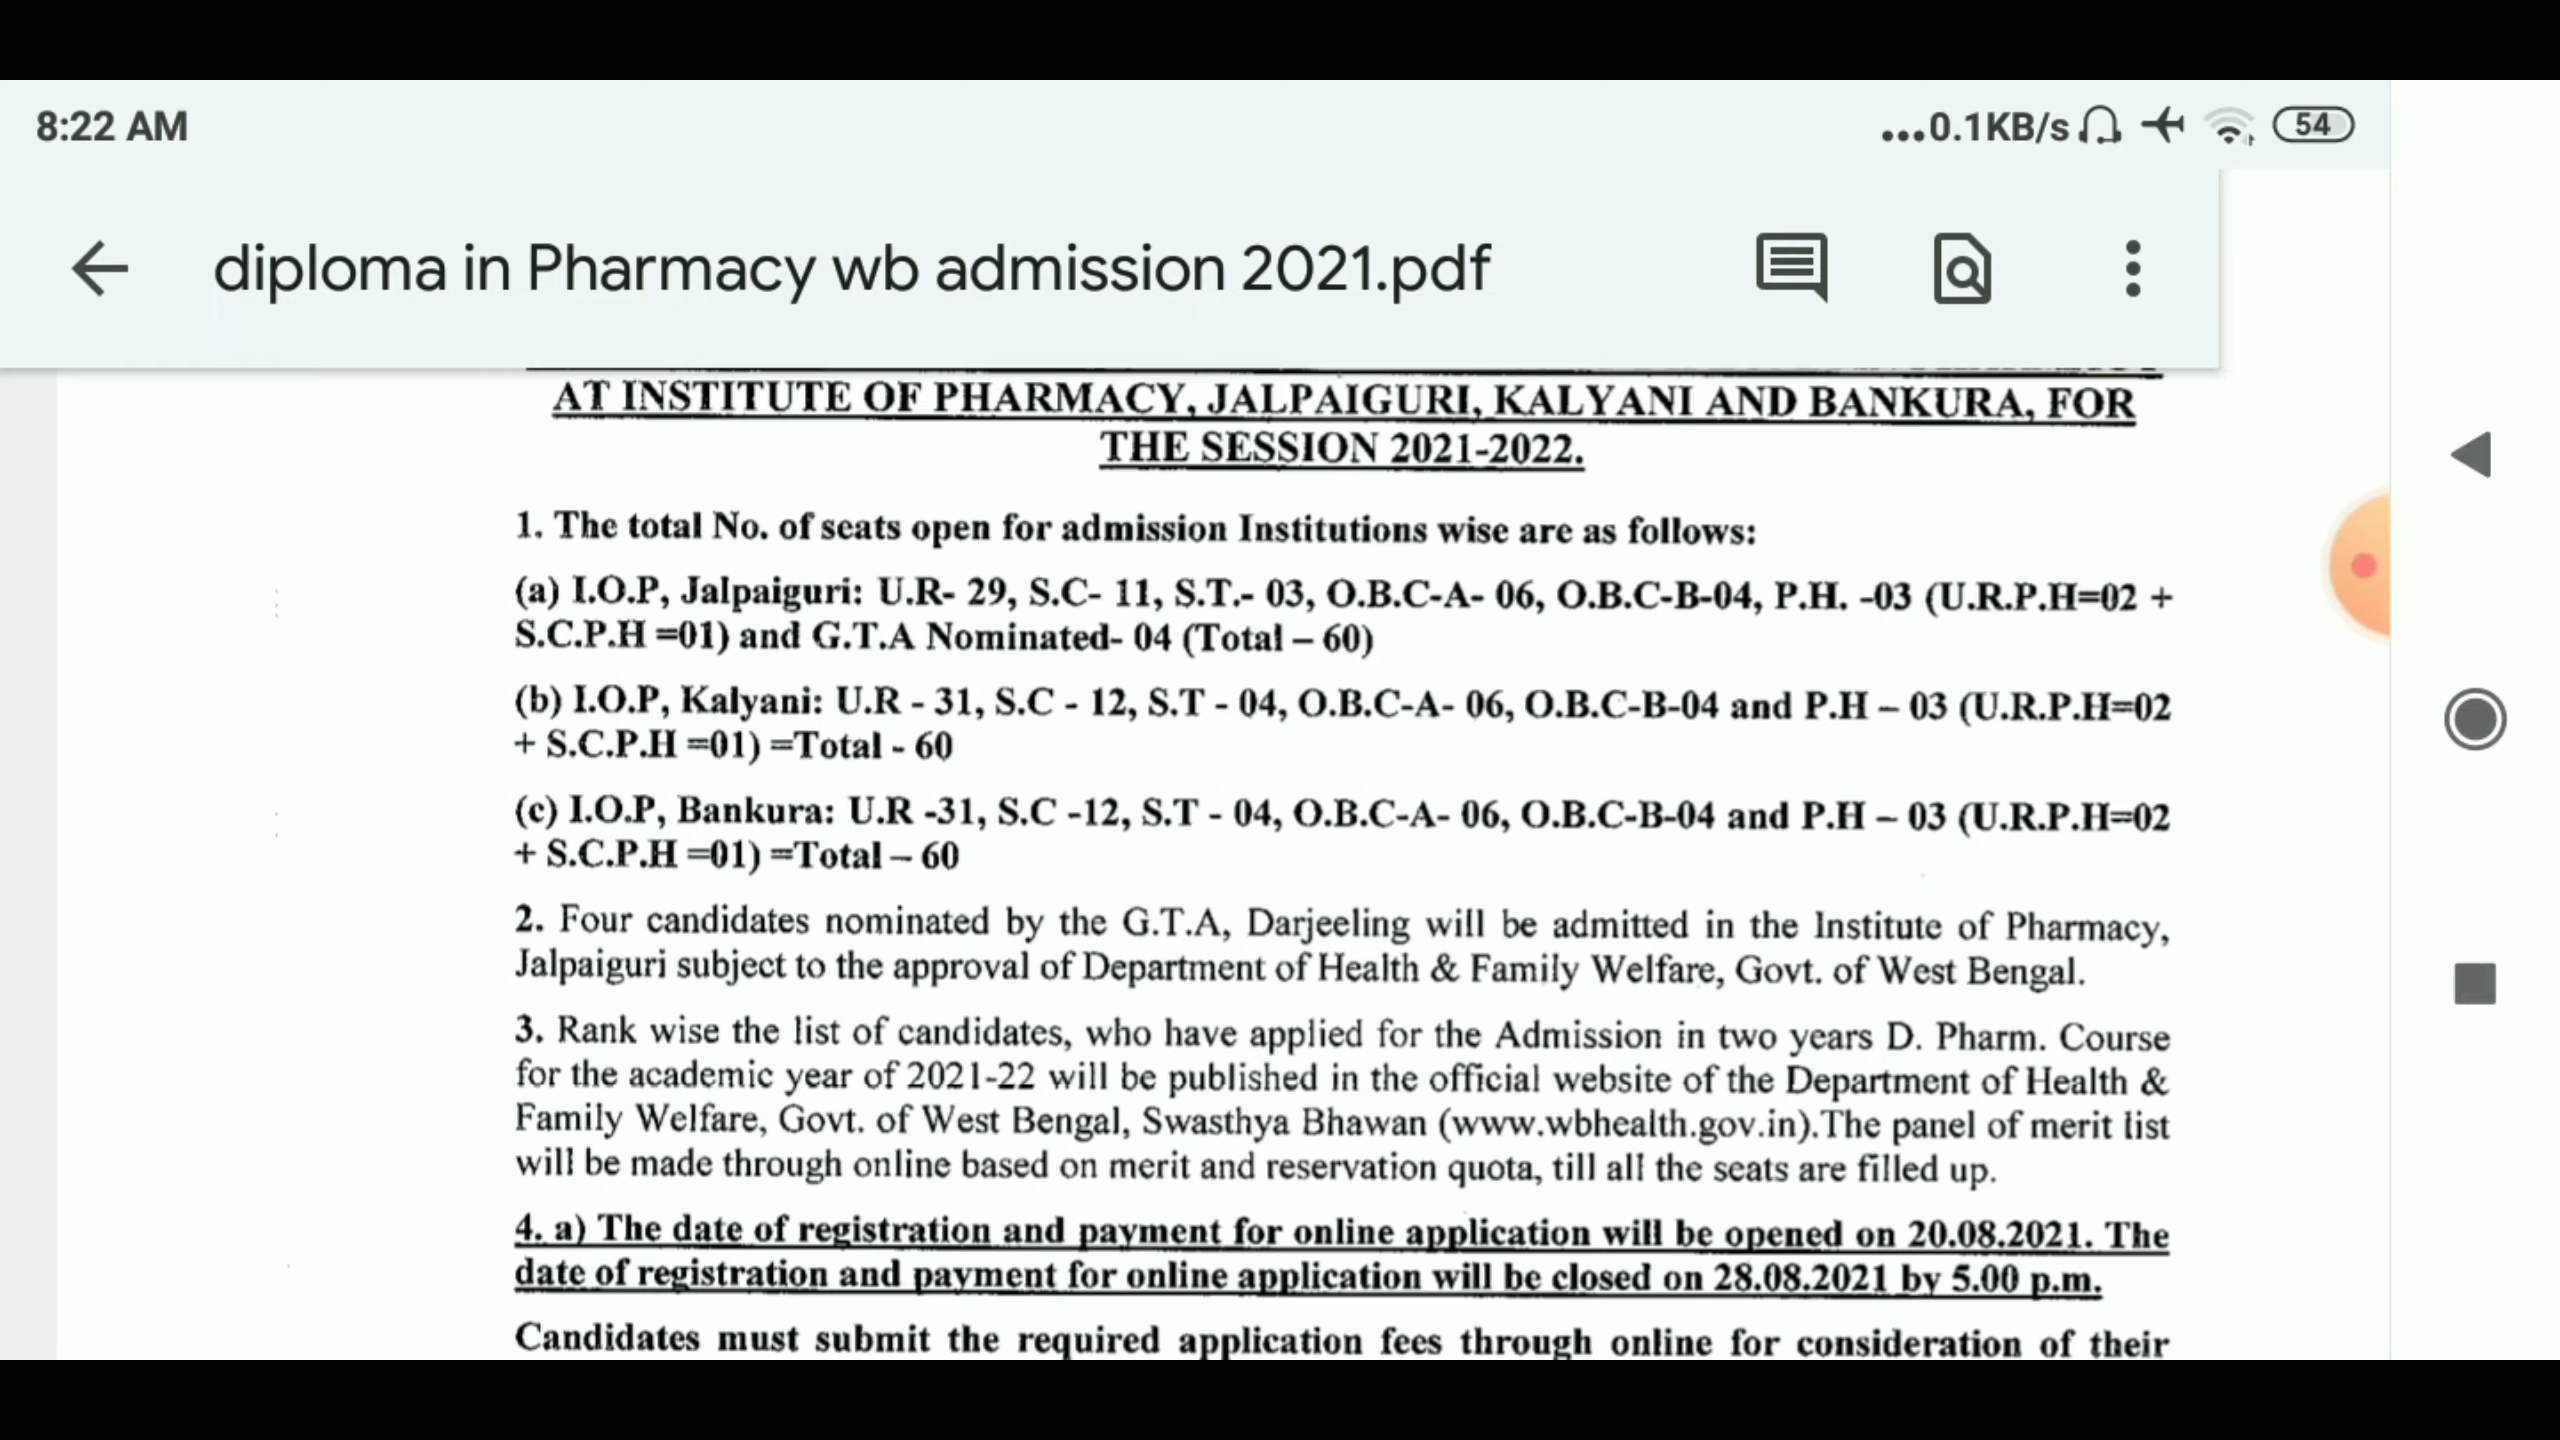 8:22 AM
...0.1KB/s
54
diploma in Pharmacy wb admission 2021.pdf
AT INSTITUTE OF PHARMACY, JALPAIGURI, KALYANI AND BANKURA, FOR
THE SESSION 2021-2022.
1. The total No. of seats open for admission Institutions wise are as follows:
(a) I.O.P, Jalpaiguri: U.R- 29, S.C- 11, S.T.- 03, O.B.C-A- 06, O.B.C-B-04, P.H. -03 (U.R.P.H=02 +
S.C.P.H =01) and G.T.A Nominated- 04 (Total – 60)
(b) I.O.P, Kalyani: U.R - 31, S.C - 12, S.T - 04, O.B.C-A- 06, O.B.C-B-04 and P.H – 03 (U.R.P.H=02
+ S.C.P.H =01) =Total - 60
(c) I.O.P, Bankura: U.R -31, S.C -12, S.T - 04, O.B.C-A- 06, O.B.C-B-04 and P.H – 03 (U.R.P.H=02
+ S.C.P.H =01) =Total – 60
2. Four candidates nominated by the G.T.A, Darjeeling will be admitted in the Institute of Pharmacy,
Jalpaiguri subject to the approval of Department of Health & Family Welfare, Govt. of West Bengal.
3. Rank wise the list of candidates, who have applied for the Admission in two years D. Pharm. Course
for the academic year of 2021-22 will be published in the official website of the Department of Health &
Family Welfare, Govt. of West Bengal, Swasthya Bhawan (www.wbhealth.gov.in).The panel of merit list
will be made through online based on merit and reservation quota, till all the seats are filled up.
4. a) The date of registration and payment for online application will be opened on 20.08.2021. The
date of registration and payment for online application will be closed on 28.08.2021 by 5.00 p.m.
Candidates must submit the required application fees through online for consideration of their